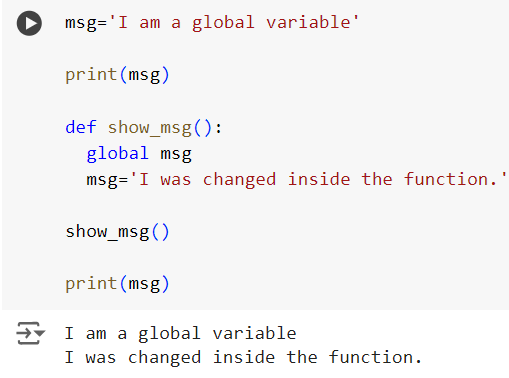 msg='I am a global variable'
print(msg)
def show_msg():
  global msg
  msg='I was changed inside the function.'
show_msg()
print(msg)
I am a global variable
I was changed inside the function.